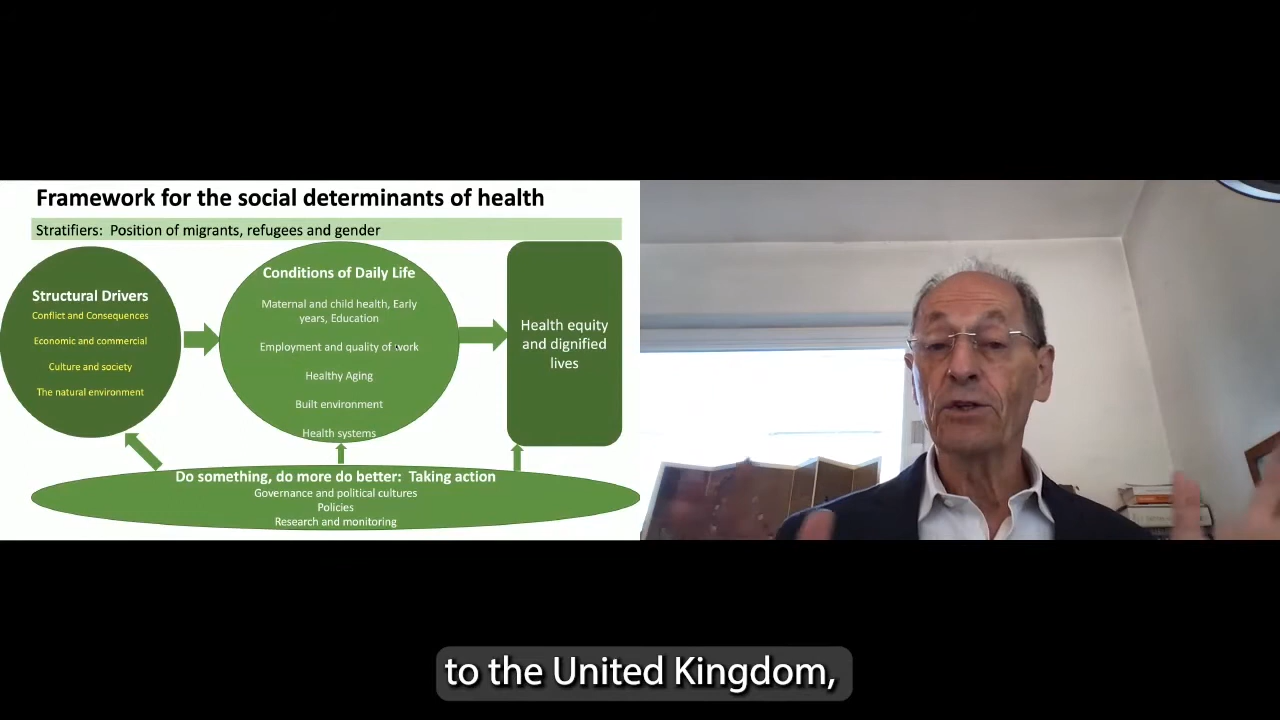 Framework for the social determinants of health
Stratifiers: Position of migrants, refugees and gender
Structural Drivers
Conflict and Consequences
Economic and commercial
Culture and society
The natural environment
Conditions of Daily Life
Maternal and child health, Early
years, Education
Employment and quality of work
Healthy Aging
Built environment
Health systems
Health equity
and dignified
lives
Do something, do more do better: Taking action
Governance and political cultures
Policies
Research and monitoring
to the United Kingdom,